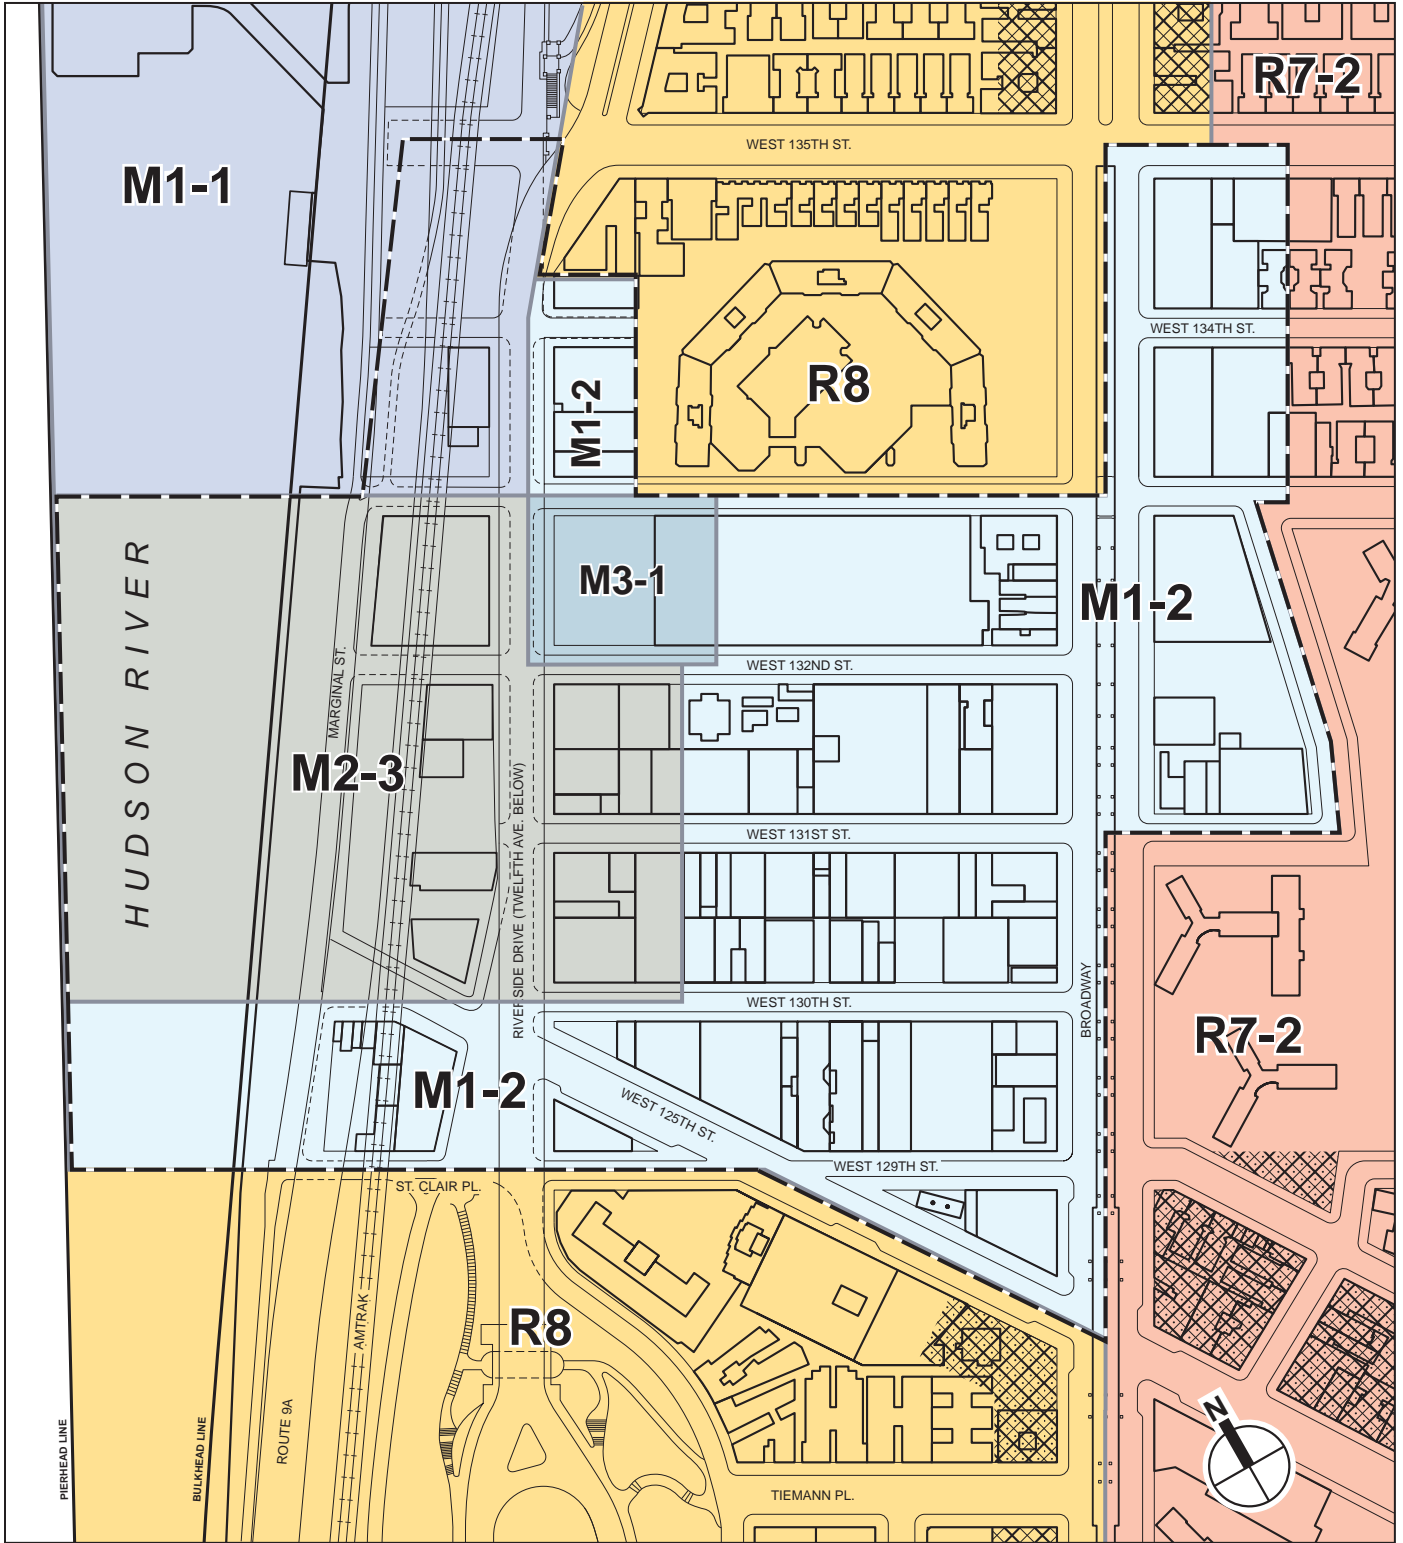 R7-2
WEST 135TH ST.
M1-1
WEST 134TH ST.
R8
M1-2
M3-1
M1-2
HUDSON RIVER
WEST 132ND ST.
MARGINAL ST.
M2-3
RIVERSIDE DRIVE (TWELFTH AVE. BELOW)
WEST 131ST ST.
WEST 130TH ST.
BROADWAY
R7-2
M1-2
WEST 125TH ST.
WEST 129TH ST.
ST. CLAIR PL.
R8
AMTRAK
ROUTE 9A
PIERHEAD LINE
BULKHEAD LINE
N
TIEMANN PL.